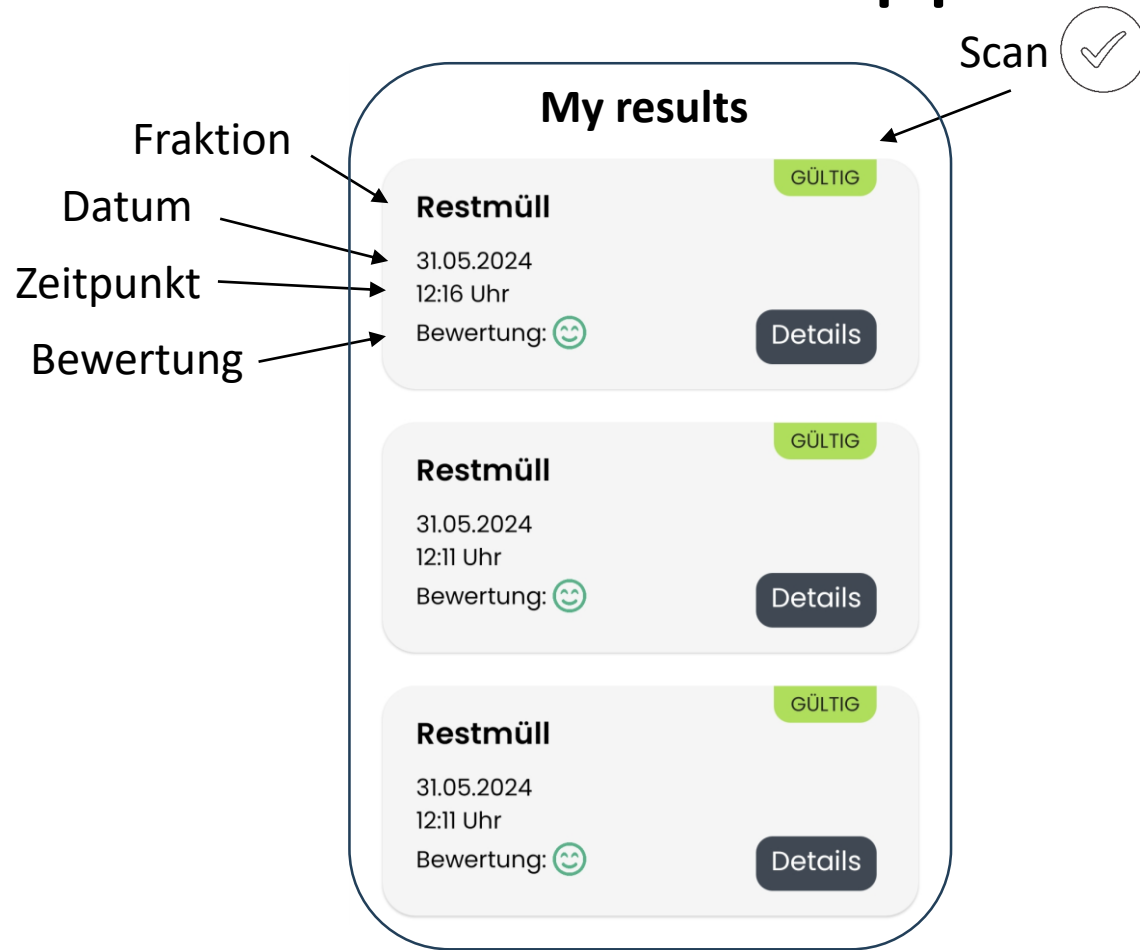 Scan
My results
Fraktion
Datum
Zeitpunkt
Bewertung
GÜLTIG
Restmüll
31.05.2024
12:16 Uhr
Bewertung:
Details
GÜLTIG
Restmüll
31.05.2024
12:11 Uhr
Bewertung:
Details
GÜLTIG
Restmüll
31.05.2024
12:11 Uhr
Bewertung:
Details